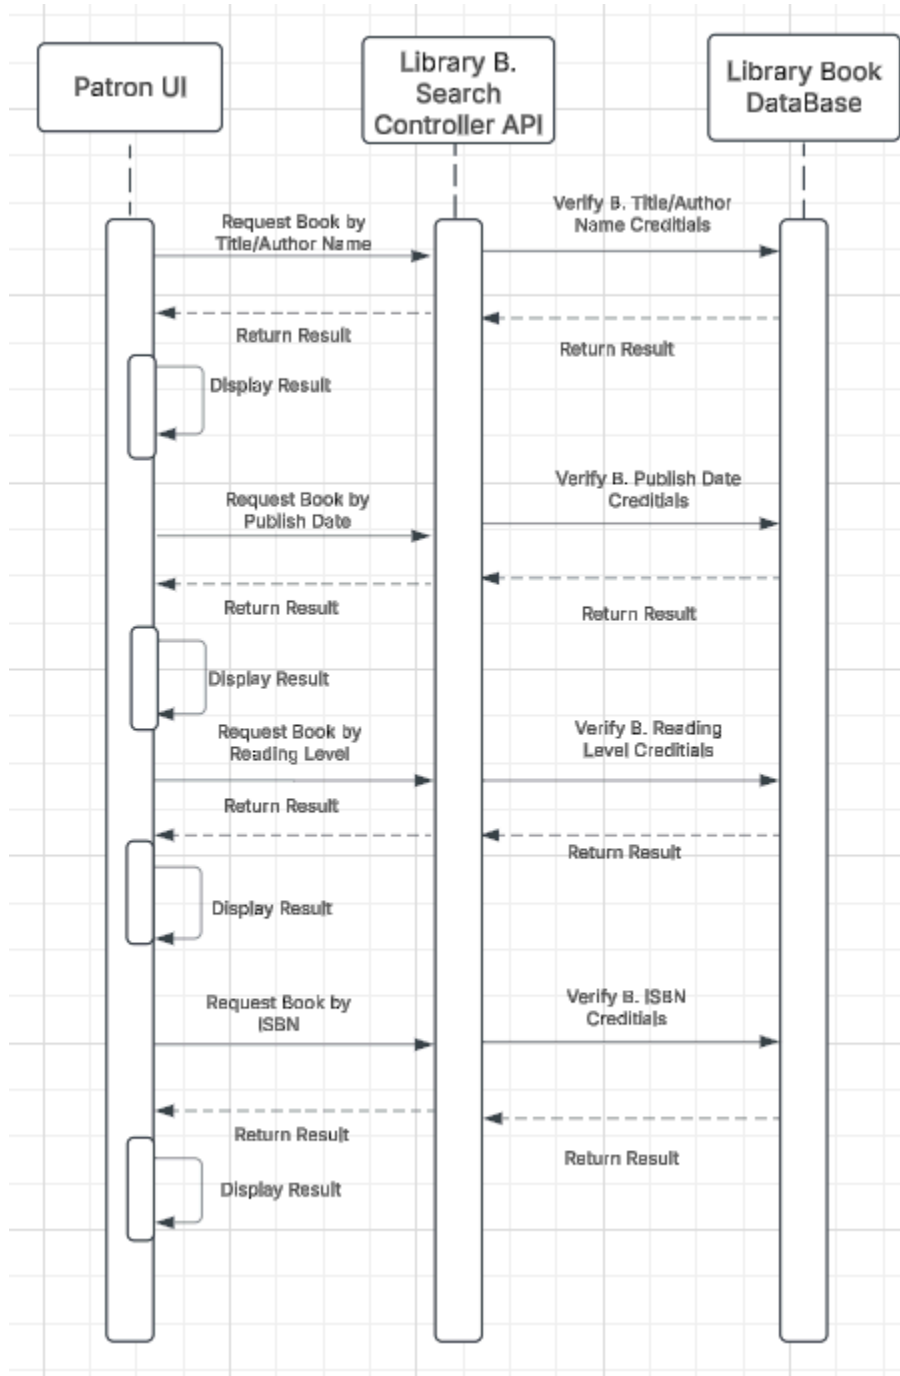 Patron UI
Library B.
Search
Controller API
Library Book
DataBase
Request Book by
Title/Author Name
Verify B. Title/Author
Name Creditials
Return Result
Return Result
Display Result
Request Book by
Publish Date
Verify B. Publish Date
Creditials
Return Result
Return Result
Display Result
Request Book by
Reading Level
Verify B. Reading
Level Creditials
Return Result
Return Result
Display Result
Request Book by
ISBN
Verify B. ISBN
Creditials
Return Result
Return Result
Display Result